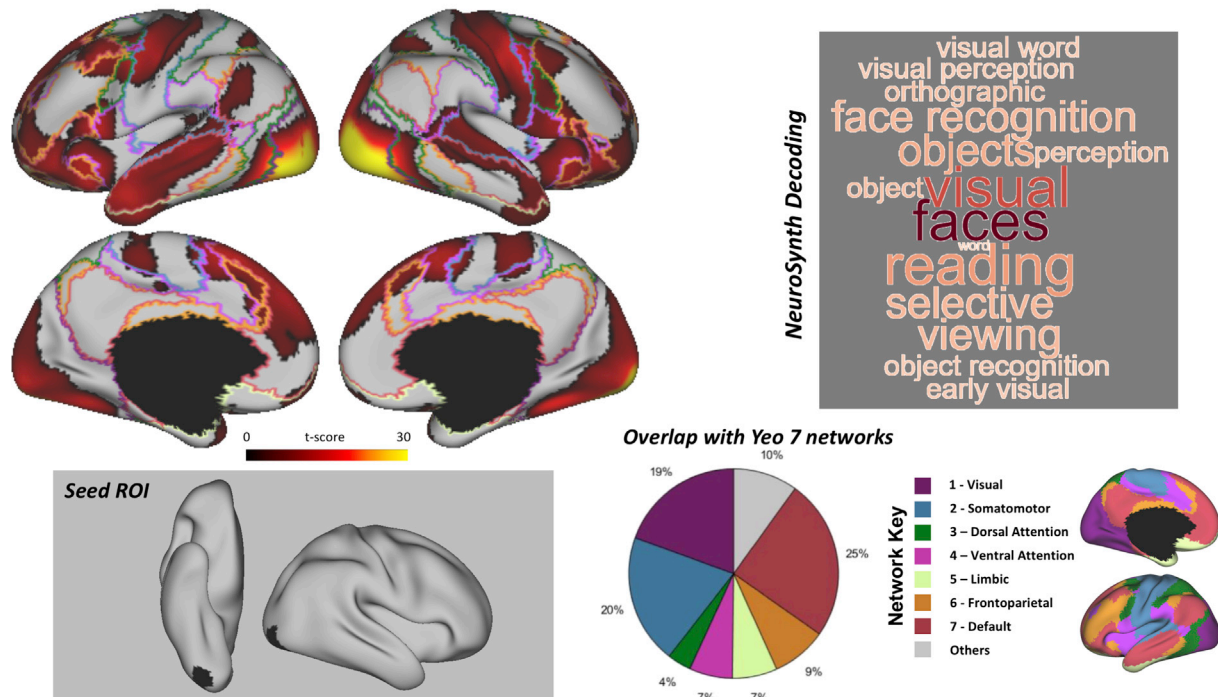 0 t-score 30
NeuroSynth Decoding
visual word
visual perception
orthographic
face recognition
objects perception
object visual
faces
word
reading
selective
viewing
object recognition
early visual
Seed ROI
Overlap with Yeo 7 networks
10%
19%
25%
20%
9%
4%
7%
7%
Network Key
1 - Visual
2 - Somatomotor
3 - Dorsal Attention
4 – Ventral Attention
5 – Limbic
6 - Frontoparietal
7 - Default
Others